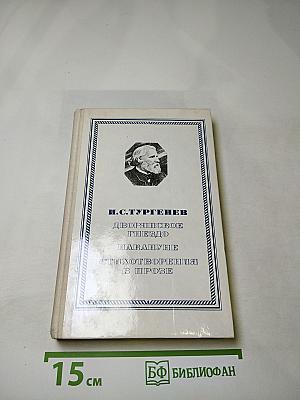 И.С.ТУРГЕНЕВ
ДВОРЯНСКОЕ
ГНЕЗДО
НАКАНУНЕ
СТИХОТВОРЕНИЯ
В ПРОЗЕ
15 см
БФ БИБЛИОФАН